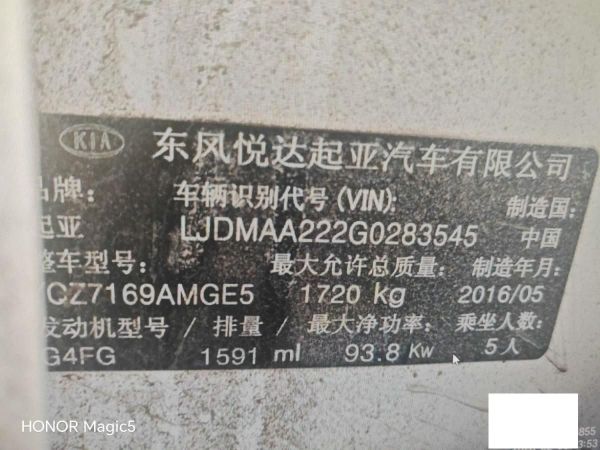 KIA 东风悦达起亚汽车有限公司
品牌: 车辆识别代号(VIN): 制造国:
起亚 LJDMAA222G0283545 中国
整车型号: 最大允许总质量: 制造年月:
CZ7169AMGE5 1720 kg 2016/05
发动机型号 / 排量 / 最大净功率: 乘坐人数:
G4FG 1591 ml 93.8 Kw 5人
HONOR Magic5
855
3:53